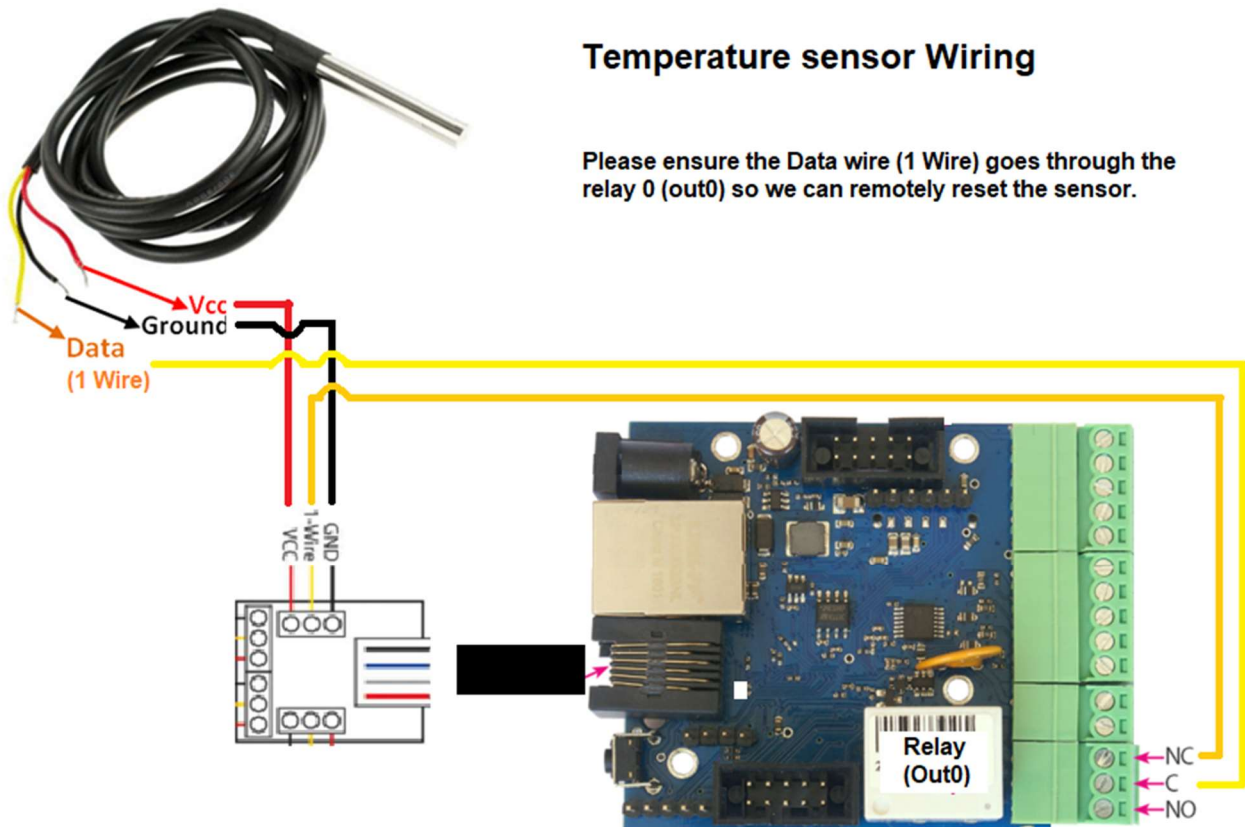 Temperature sensor Wiring
Please ensure the Data wire (1 Wire) goes through the
relay 0 (out0) so we can remotely reset the sensor.
Vcc
Ground
Data
(1 Wire)
VCC
1-Wire
GND
Relay
(Out0)
NC
C
NO